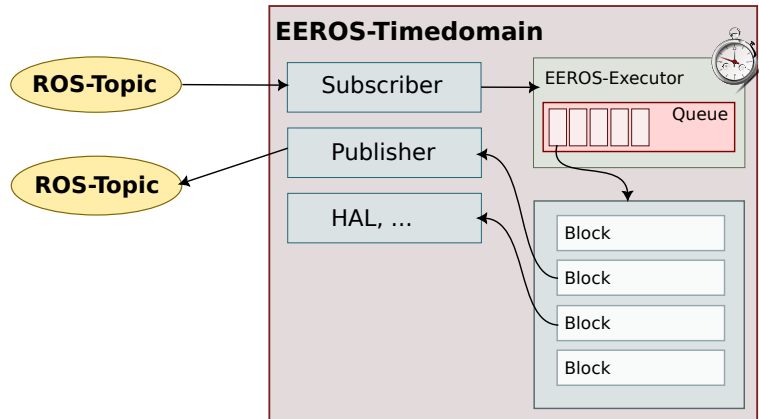 EEROS-Timedomain
ROS-Topic
Subscriber
EEROS-Executor
Queue
ROS-Topic
Publisher
HAL, ...
Block
Block
Block
Block